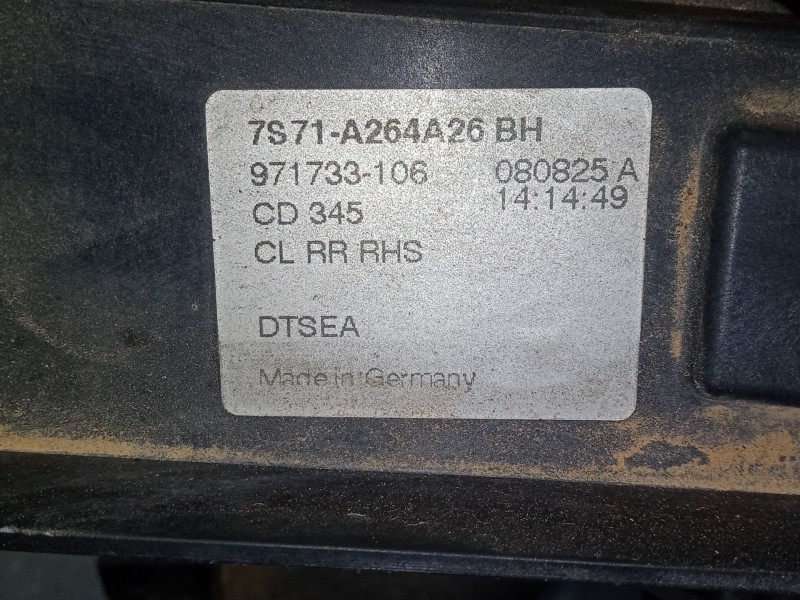 7S71-A264A26 BH
971733-106 080825 A
CD 345 14:14:49
CL RR RHS
DTSEA
Made in Germany